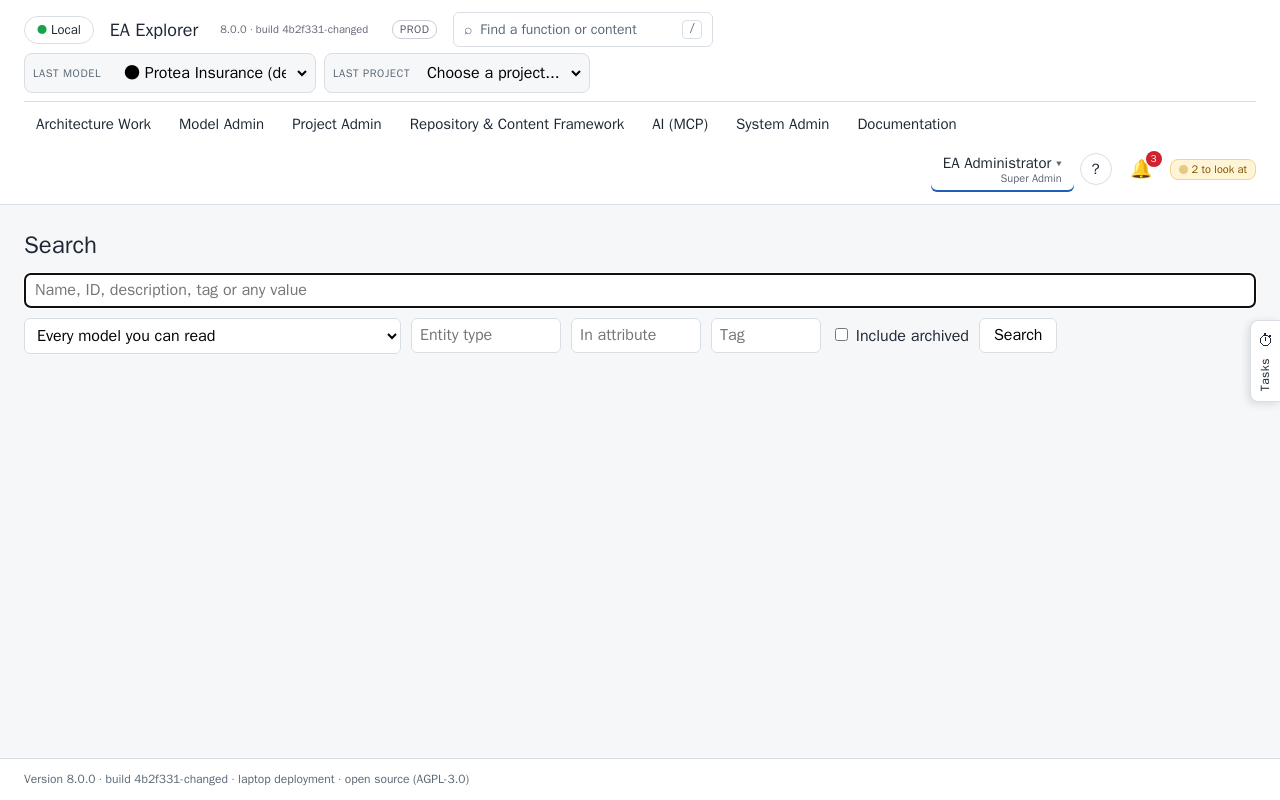 Local EA Explorer 8.0.0 · build 4b2f331-changed PROD Find a function or content /
LAST MODEL Protea Insurance (de LAST PROJECT Choose a project...
Architecture Work Model Admin Project Admin Repository & Content Framework AI (MCP) System Admin Documentation
EA Administrator ▾ ? 3 2 to look at
Super Admin
Search
Name, ID, description, tag or any value
Every model you can read Entity type In attribute Tag Include archived Search
Tasks
Version 8.0.0 · build 4b2f331-changed · laptop deployment · open source (AGPL-3.0)